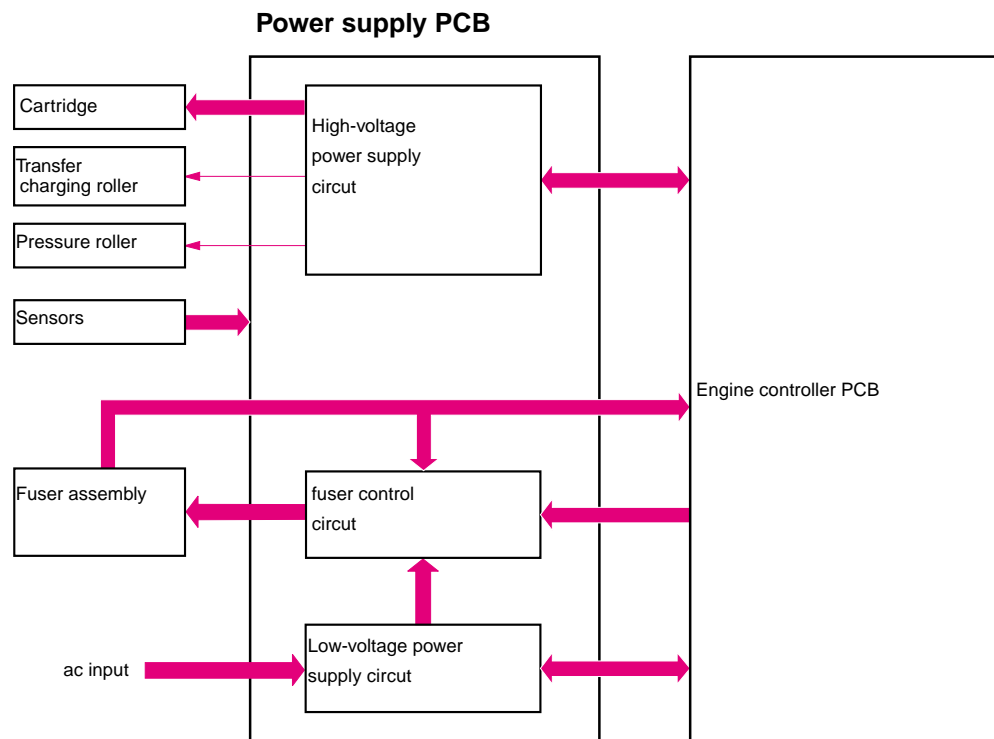 Power supply PCB
Cartridge
High-voltage
power supply
circut
Transfer
charging roller
Pressure roller
Sensors
Engine controller PCB
Fuser assembly
fuser control
circut
Low-voltage power
supply circut
ac input